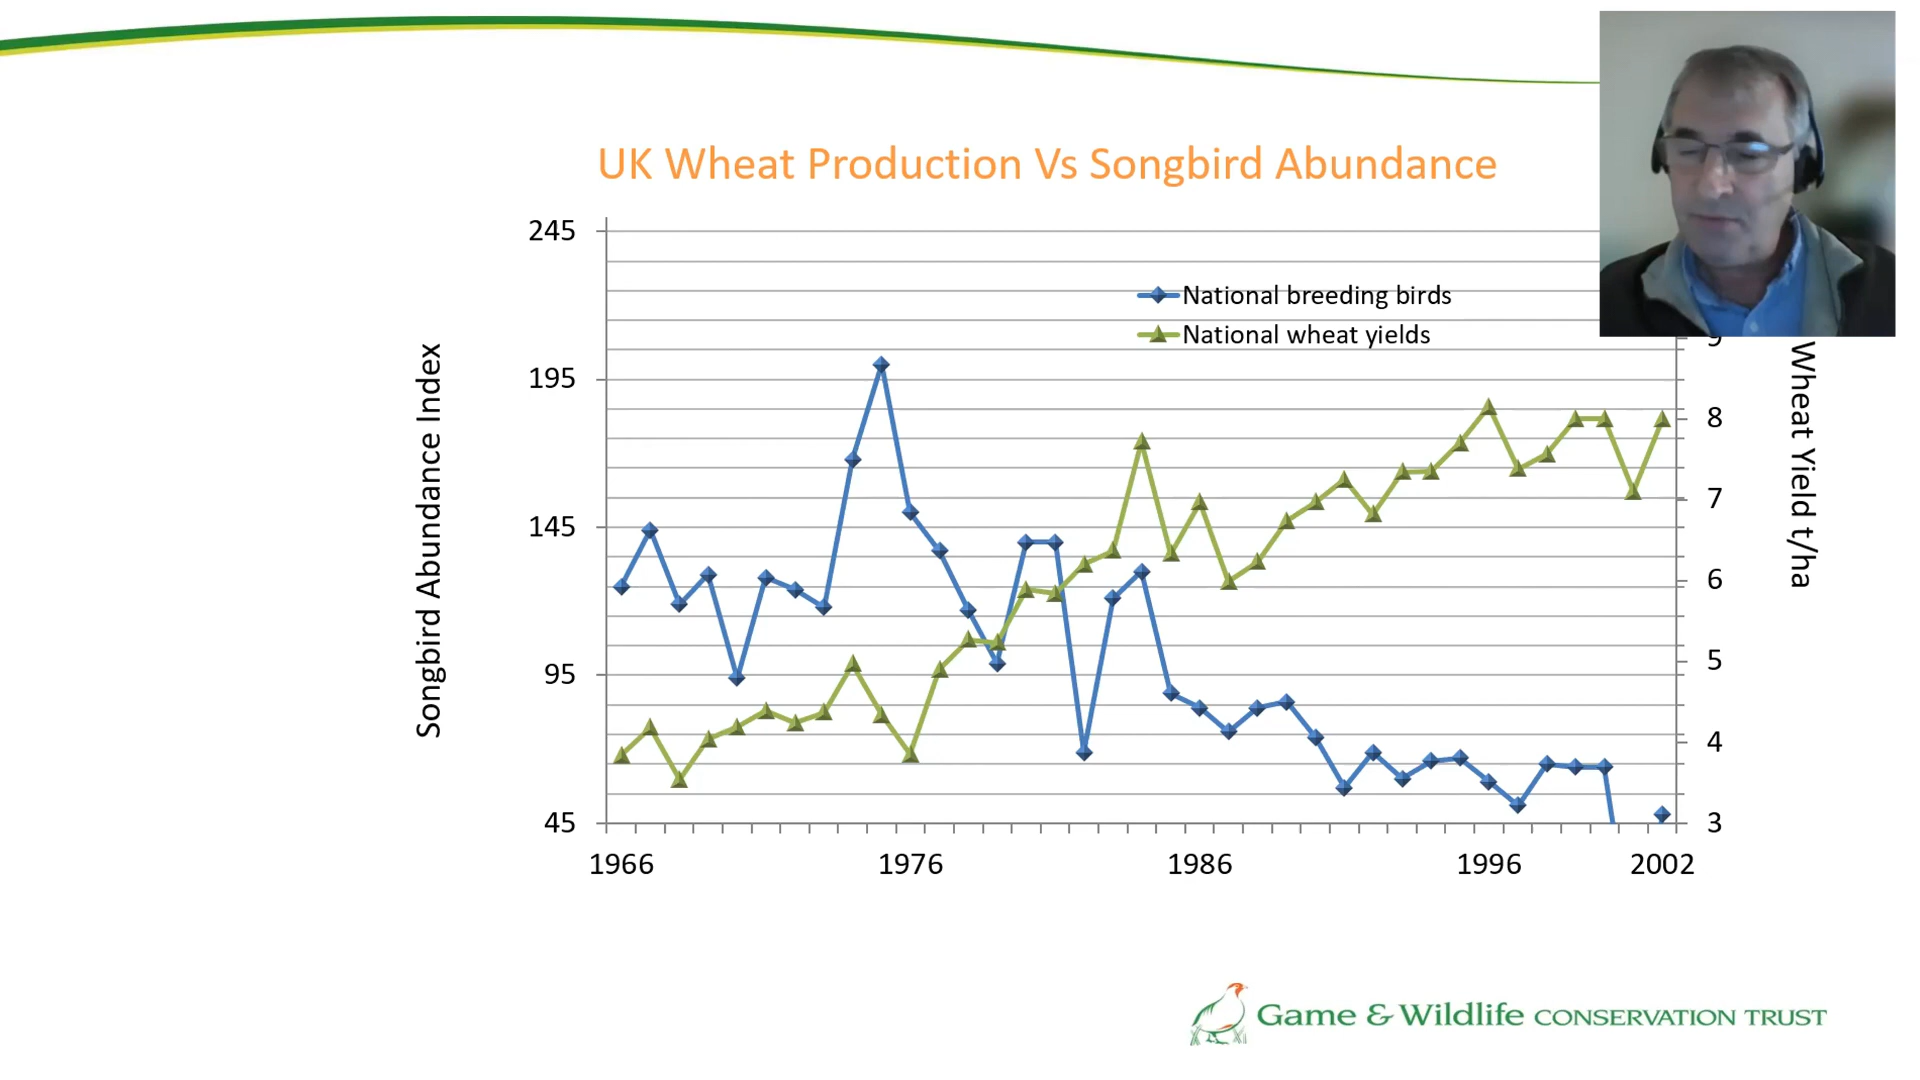 UK Wheat Production Vs Songbird Abundance
245
195
145
95
45
Songbird Abundance Index
National breeding birds
National wheat yields
9
8
7
6
5
4
3
Wheat Yield t/ha
1966
1976
1986
1996
2002
Game & Wildlife CONSERVATION TRUST